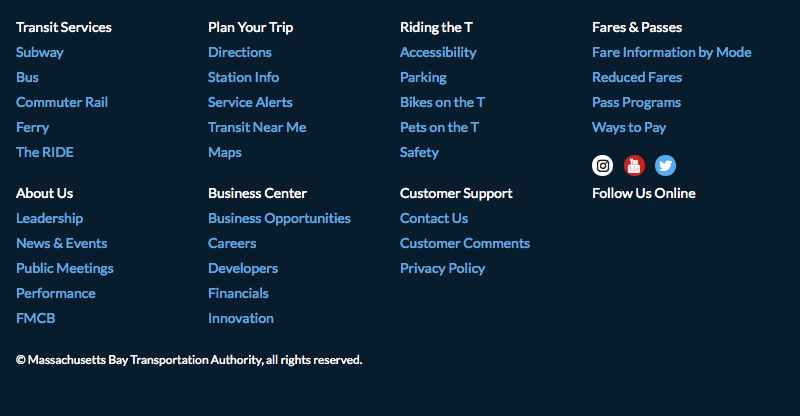 Transit Services
Subway
Bus
Commuter Rail
Ferry
The RIDE
Plan Your Trip
Directions
Station Info
Service Alerts
Transit Near Me
Maps
Riding the T
Accessibility
Parking
Bikes on the T
Pets on the T
Safety
Fares & Passes
Fare Information by Mode
Reduced Fares
Pass Programs
Ways to Pay
About Us
Leadership
News & Events
Public Meetings
Performance
FMCB
Business Center
Business Opportunities
Careers
Developers
Financials
Innovation
Customer Support
Contact Us
Customer Comments
Privacy Policy
Follow Us Online
© Massachusetts Bay Transportation Authority, all rights reserved.